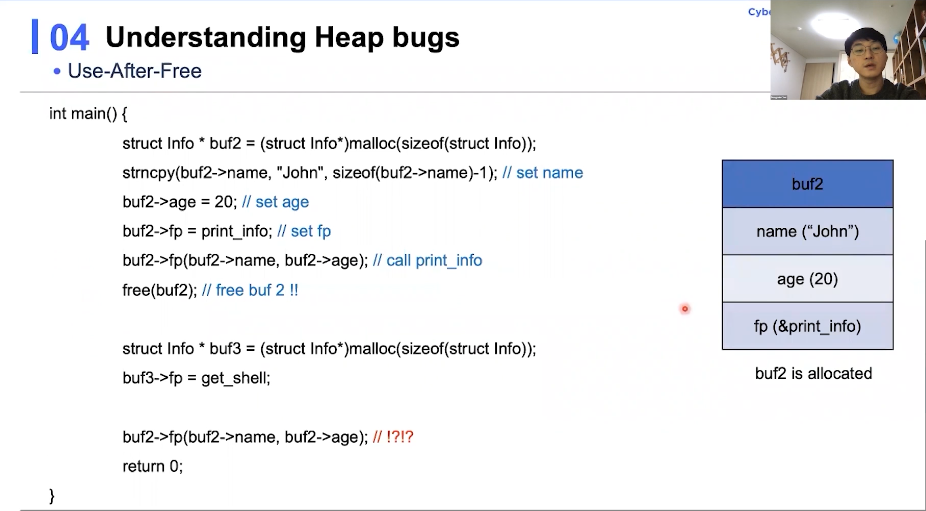 Cybe
04 Understanding Heap bugs
• Use-After-Free
int main() {
struct Info * buf2 = (struct Info*)malloc(sizeof(struct Info));
strncpy(buf2->name, "John", sizeof(buf2->name)-1); // set name
buf2->age = 20; // set age
buf2->fp = print_info; // set fp
buf2->fp(buf2->name, buf2->age); // call print_info
free(buf2); // free buf 2 !!
struct Info * buf3 = (struct Info*)malloc(sizeof(struct Info));
buf3->fp = get_shell;
buf2->fp(buf2->name, buf2->age); // !?!?
return 0;
}
buf2
name (“John”)
age (20)
fp (&print_info)
buf2 is allocated